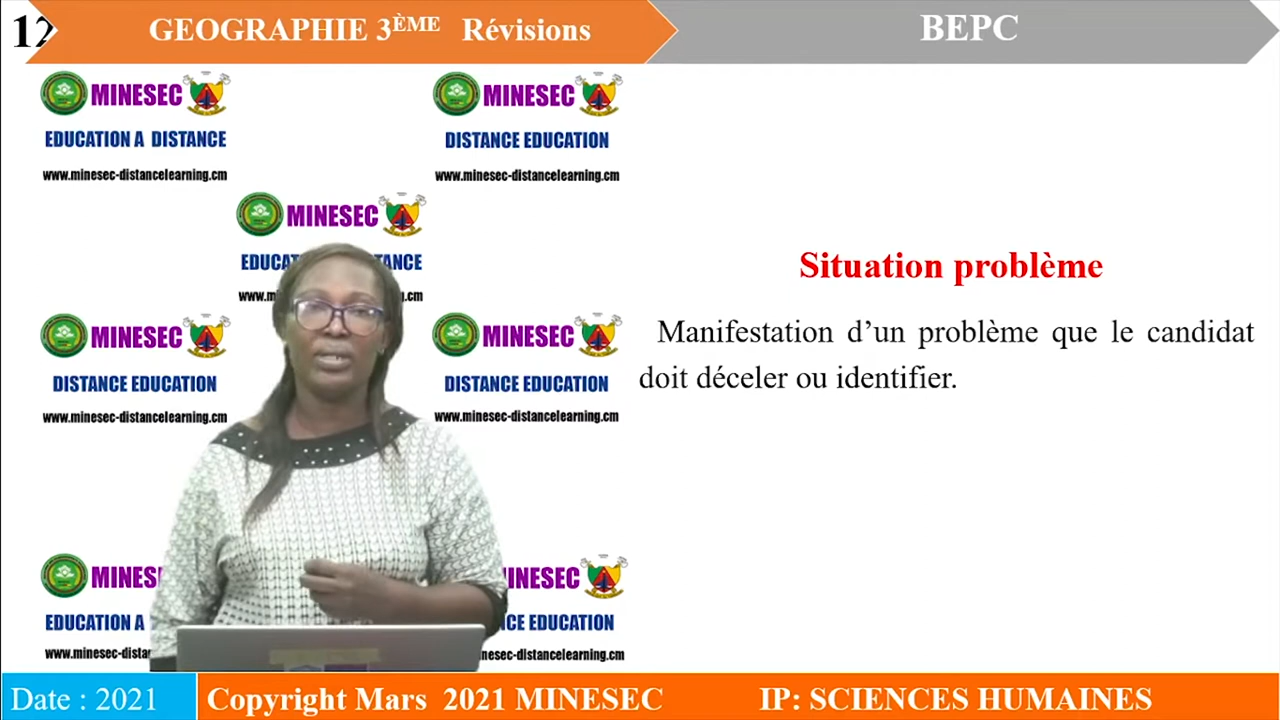 12
GEOGRAPHIE 3ÈME Révisions
BEPC
MINESEC
EDUCATION A DISTANCE
www.minesec-distancelearning.cm
MINESEC
DISTANCE EDUCATION
www.minesec-distancelearning.cm
MINESEC
Situation problème
Manifestation d’un problème que le candidat
doit déceler ou identifier.
MINESEC
DISTANCE EDUCATION
www.minesec-distancelearning.cm
MINESEC
DISTANCE EDUCATION
www.minesec-distancelearning.cm
EDUCATION A
EDUCATION
Date : 2021
Copyright Mars 2021 MINESEC
IP: SCIENCES HUMAINES